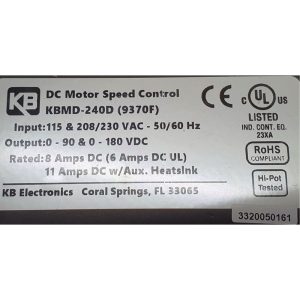 KB
DC Motor Speed Control
KBMD-240D (9370F)
Input:115 & 208/230 VAC - 50/60 Hz
Output:0 - 90 & 0 - 180 VDC
Rated:8 Amps DC (6 Amps DC UL)
11 Amps DC w/Aux. Heatsink
KB Electronics Coral Springs, FL 33065
C UL US
LISTED
IND. CONT. EQ.
23XA
RoHS
COMPLIANT
Hi-Pot
Tested
3320050161